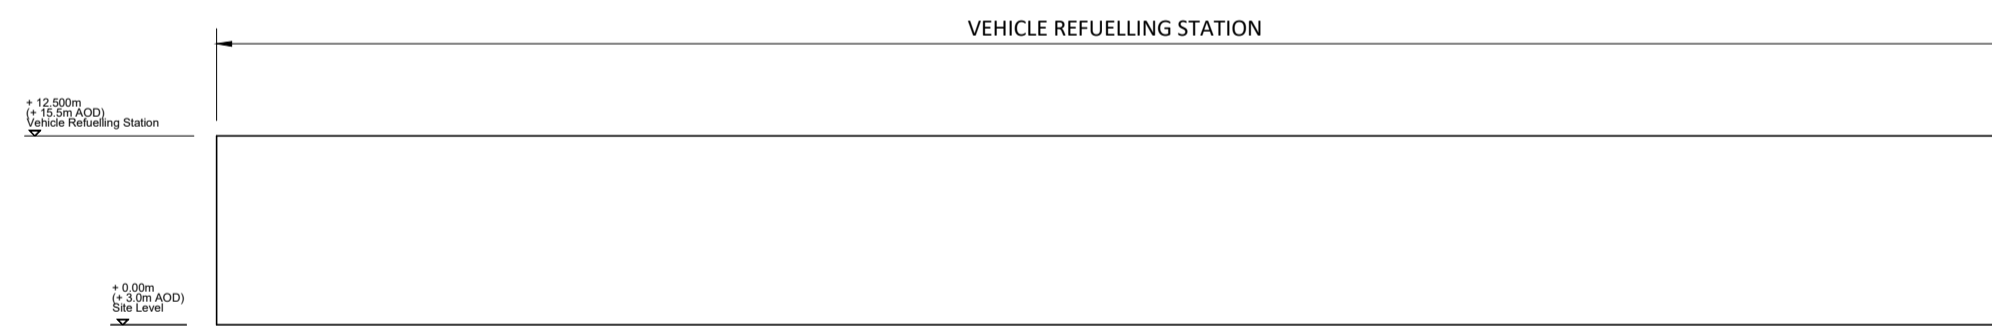 VEHICLE REFUELLING STATION
+ 12.500m
(+ 15.5m AOD)
Vehicle Refuelling Station
+ 0.00m
(+ 3.0m AOD)
Site Level